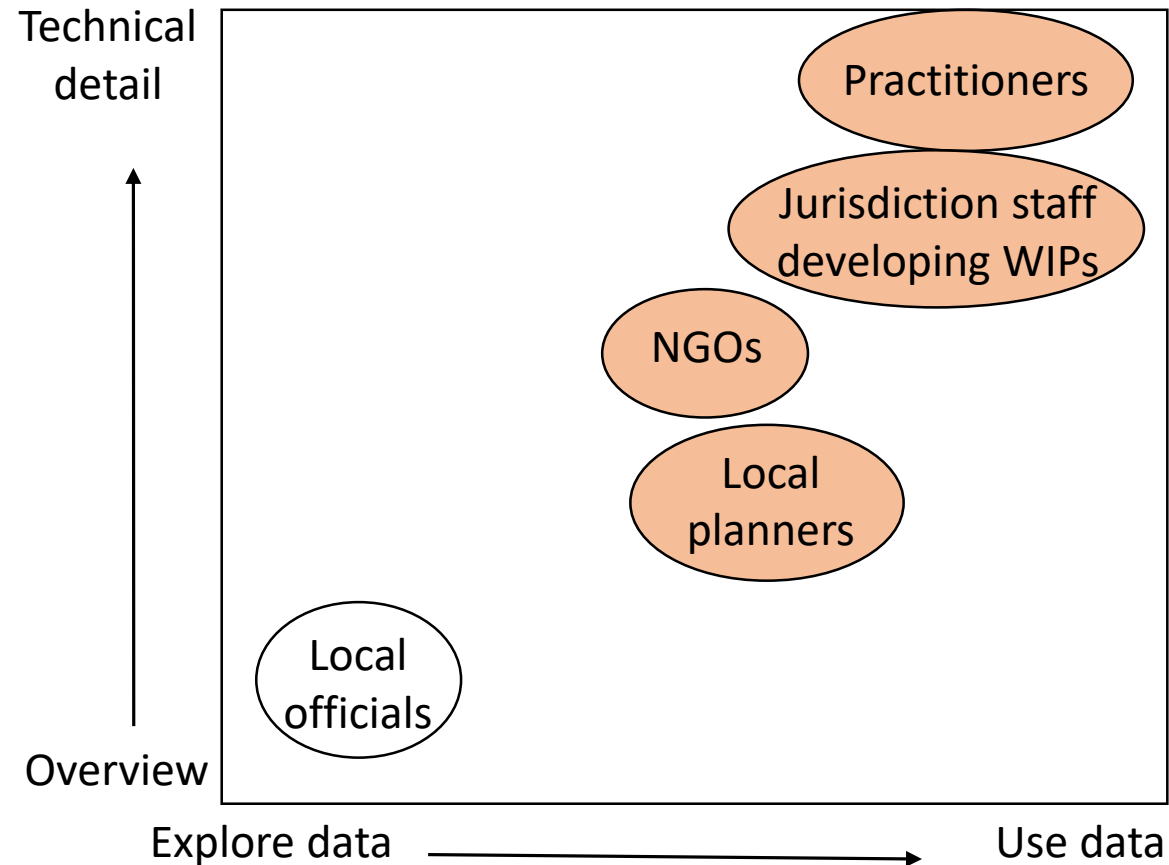 Technical
detail
Practitioners
Jurisdiction staff
developing WIPs
NGOs
Local
planners
Local
officials
Overview
Explore data
Use data